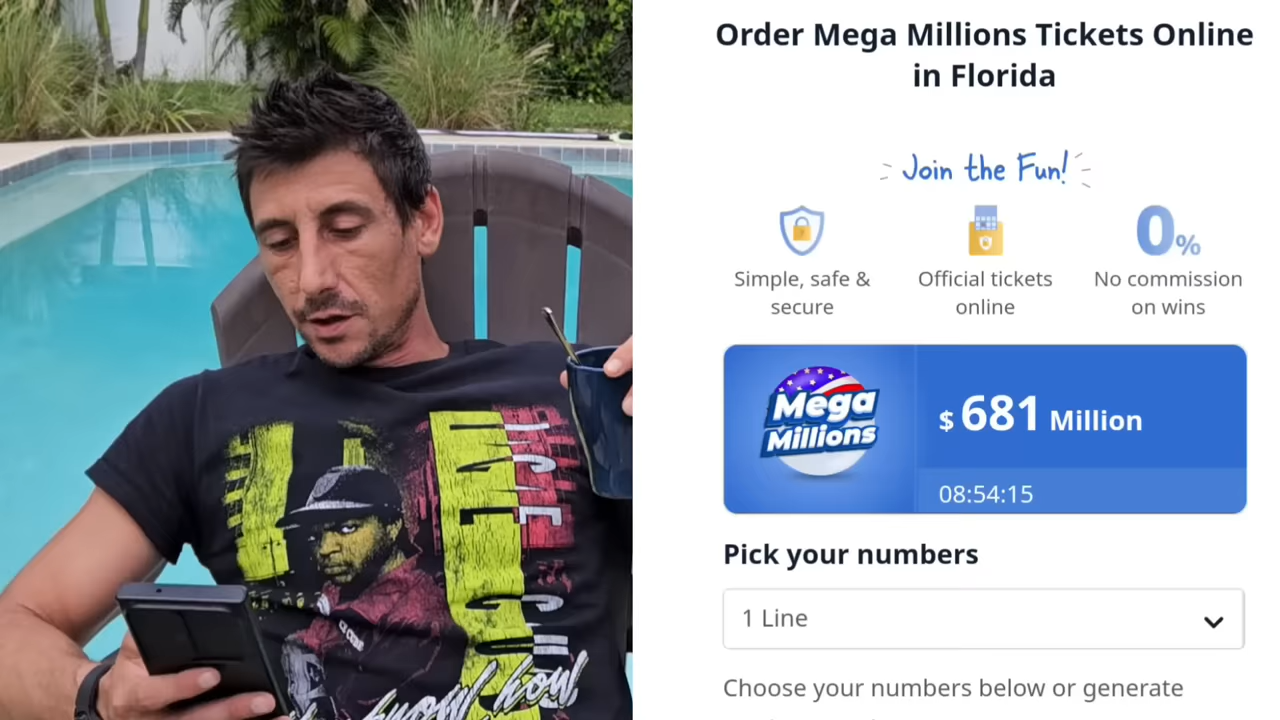 Order Mega Millions Tickets Online
in Florida
Join the Fun!
Simple, safe &
secure
Official tickets
online
0%
No commission
on wins
Mega
Millions
$ 681 Million
08:54:15
Pick your numbers
1 Line
Choose your numbers below or generate
know how